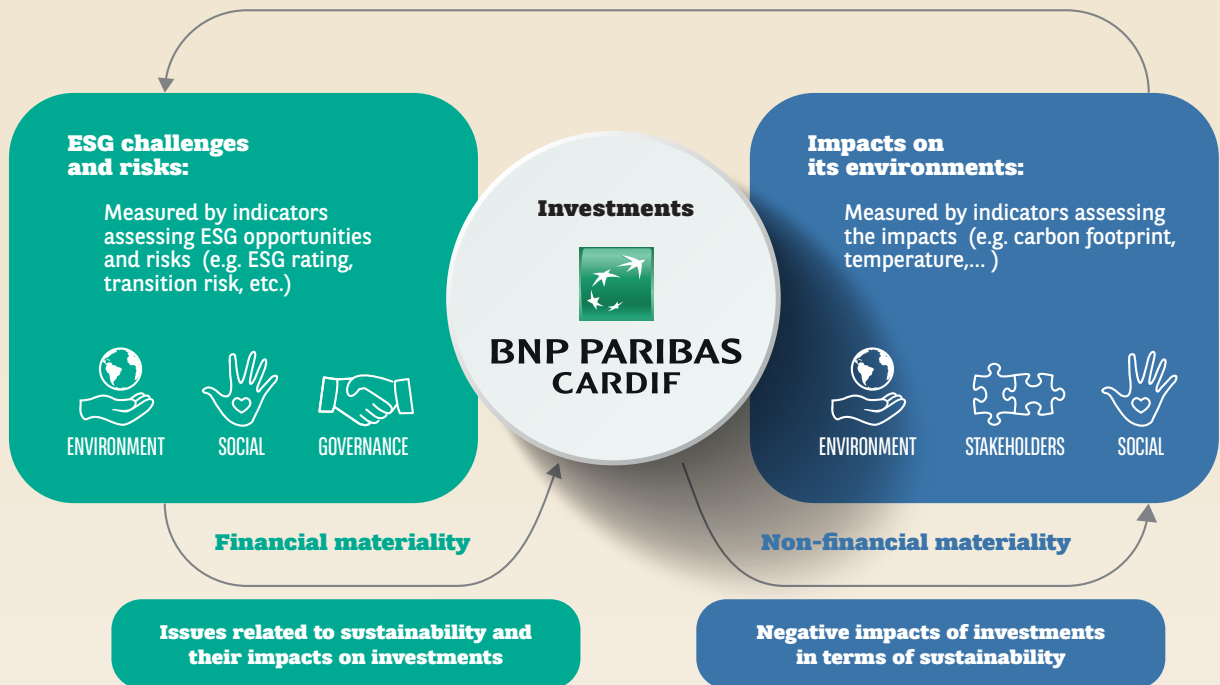 ESG challenges
and risks:
Measured by indicators
assessing ESG opportunities
and risks (e.g. ESG rating,
transition risk, etc.)
ENVIRONMENT
SOCIAL
GOVERNANCE
Investments
BNP PARIBAS
CARDIF
Impacts on
its environments:
Measured by indicators assessing
the impacts (e.g. carbon footprint,
temperature,... )
ENVIRONMENT
STAKEHOLDERS
SOCIAL
Financial materiality
Non-financial materiality
Issues related to sustainability and
their impacts on investments
Negative impacts of investments
in terms of sustainability